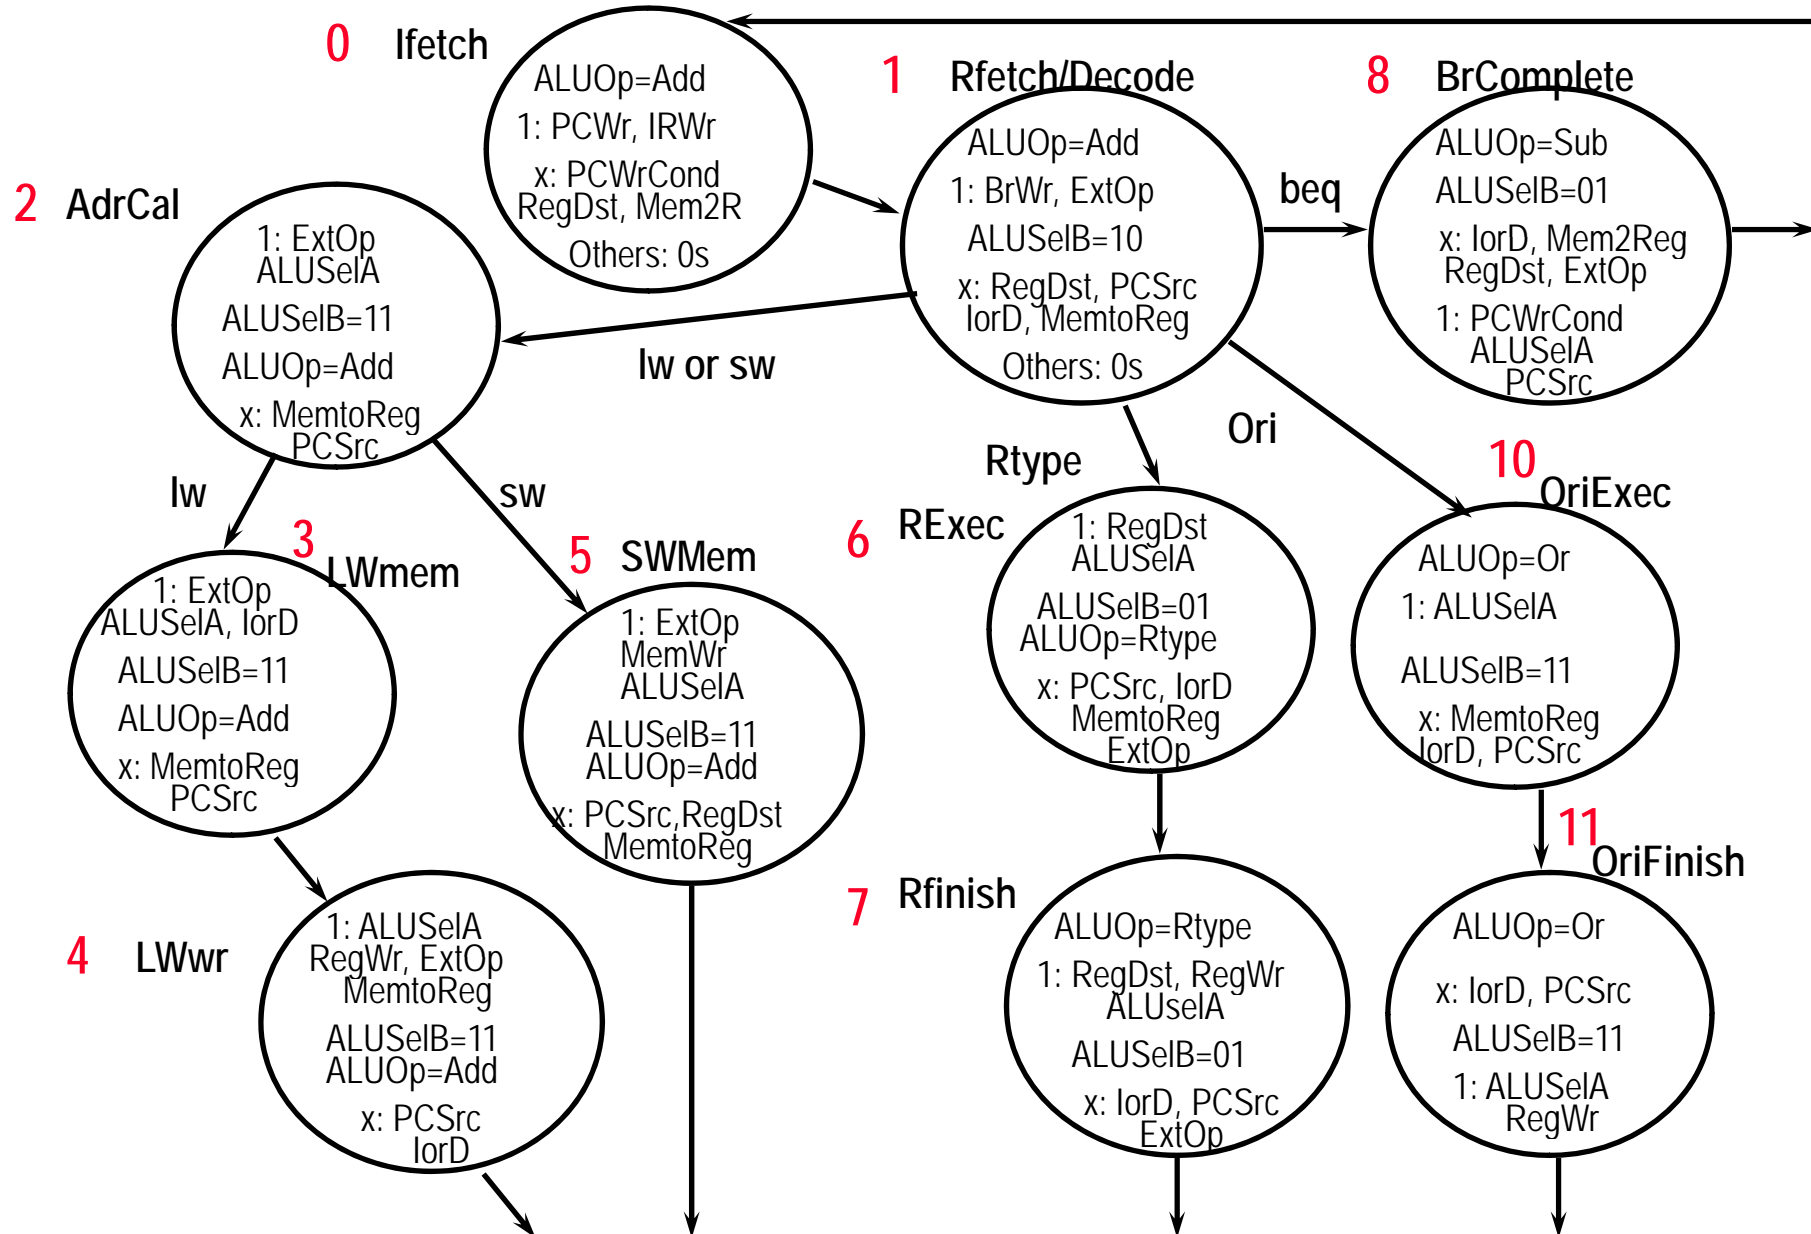 0 Ifetch
ALUOp=Add
1: PCWr, IRWr
x: PCWrCond
RegDst, Mem2R
Others: 0s
1 Rfetch/Decode
ALUOp=Add
1: BrWr, ExtOp
ALUSelB=10
x: RegDst, PCSrc
IorD, MemtoReg
Others: 0s
beq
8 BrComplete
ALUOp=Sub
ALUSelB=01
x: IorD, Mem2Reg
RegDst, ExtOp
1: PCWrCond
ALUSelA
PCSrc
2 AdrCal
1: ExtOp
ALUSelA
ALUSelB=11
ALUOp=Add
x: MemtoReg
PCSrc
lw or sw
lw
sw
Rtype
Ori
3
LWmem
1: ExtOp
ALUSelA, IorD
ALUSelB=11
ALUOp=Add
x: MemtoReg
PCSrc
5 SWMem
1: ExtOp
MemWr
ALUSelA
ALUSelB=11
ALUOp=Add
x: PCSrc,RegDst
MemtoReg
6 RExec
1: RegDst
ALUSelA
ALUSelB=01
ALUOp=Rtype
x: PCSrc, IorD
MemtoReg
ExtOp
10
OriExec
ALUOp=Or
1: ALUSelA
ALUSelB=11
x: MemtoReg
IorD, PCSrc
4 LWwr
1: ALUSelA
RegWr, ExtOp
MemtoReg
ALUSelB=11
ALUOp=Add
x: PCSrc
IorD
7 Rfinish
ALUOp=Rtype
1: RegDst, RegWr
ALUselA
ALUSelB=01
x: IorD, PCSrc
ExtOp
11
OriFinish
ALUOp=Or
x: IorD, PCSrc
ALUSelB=11
1: ALUSelA
RegWr